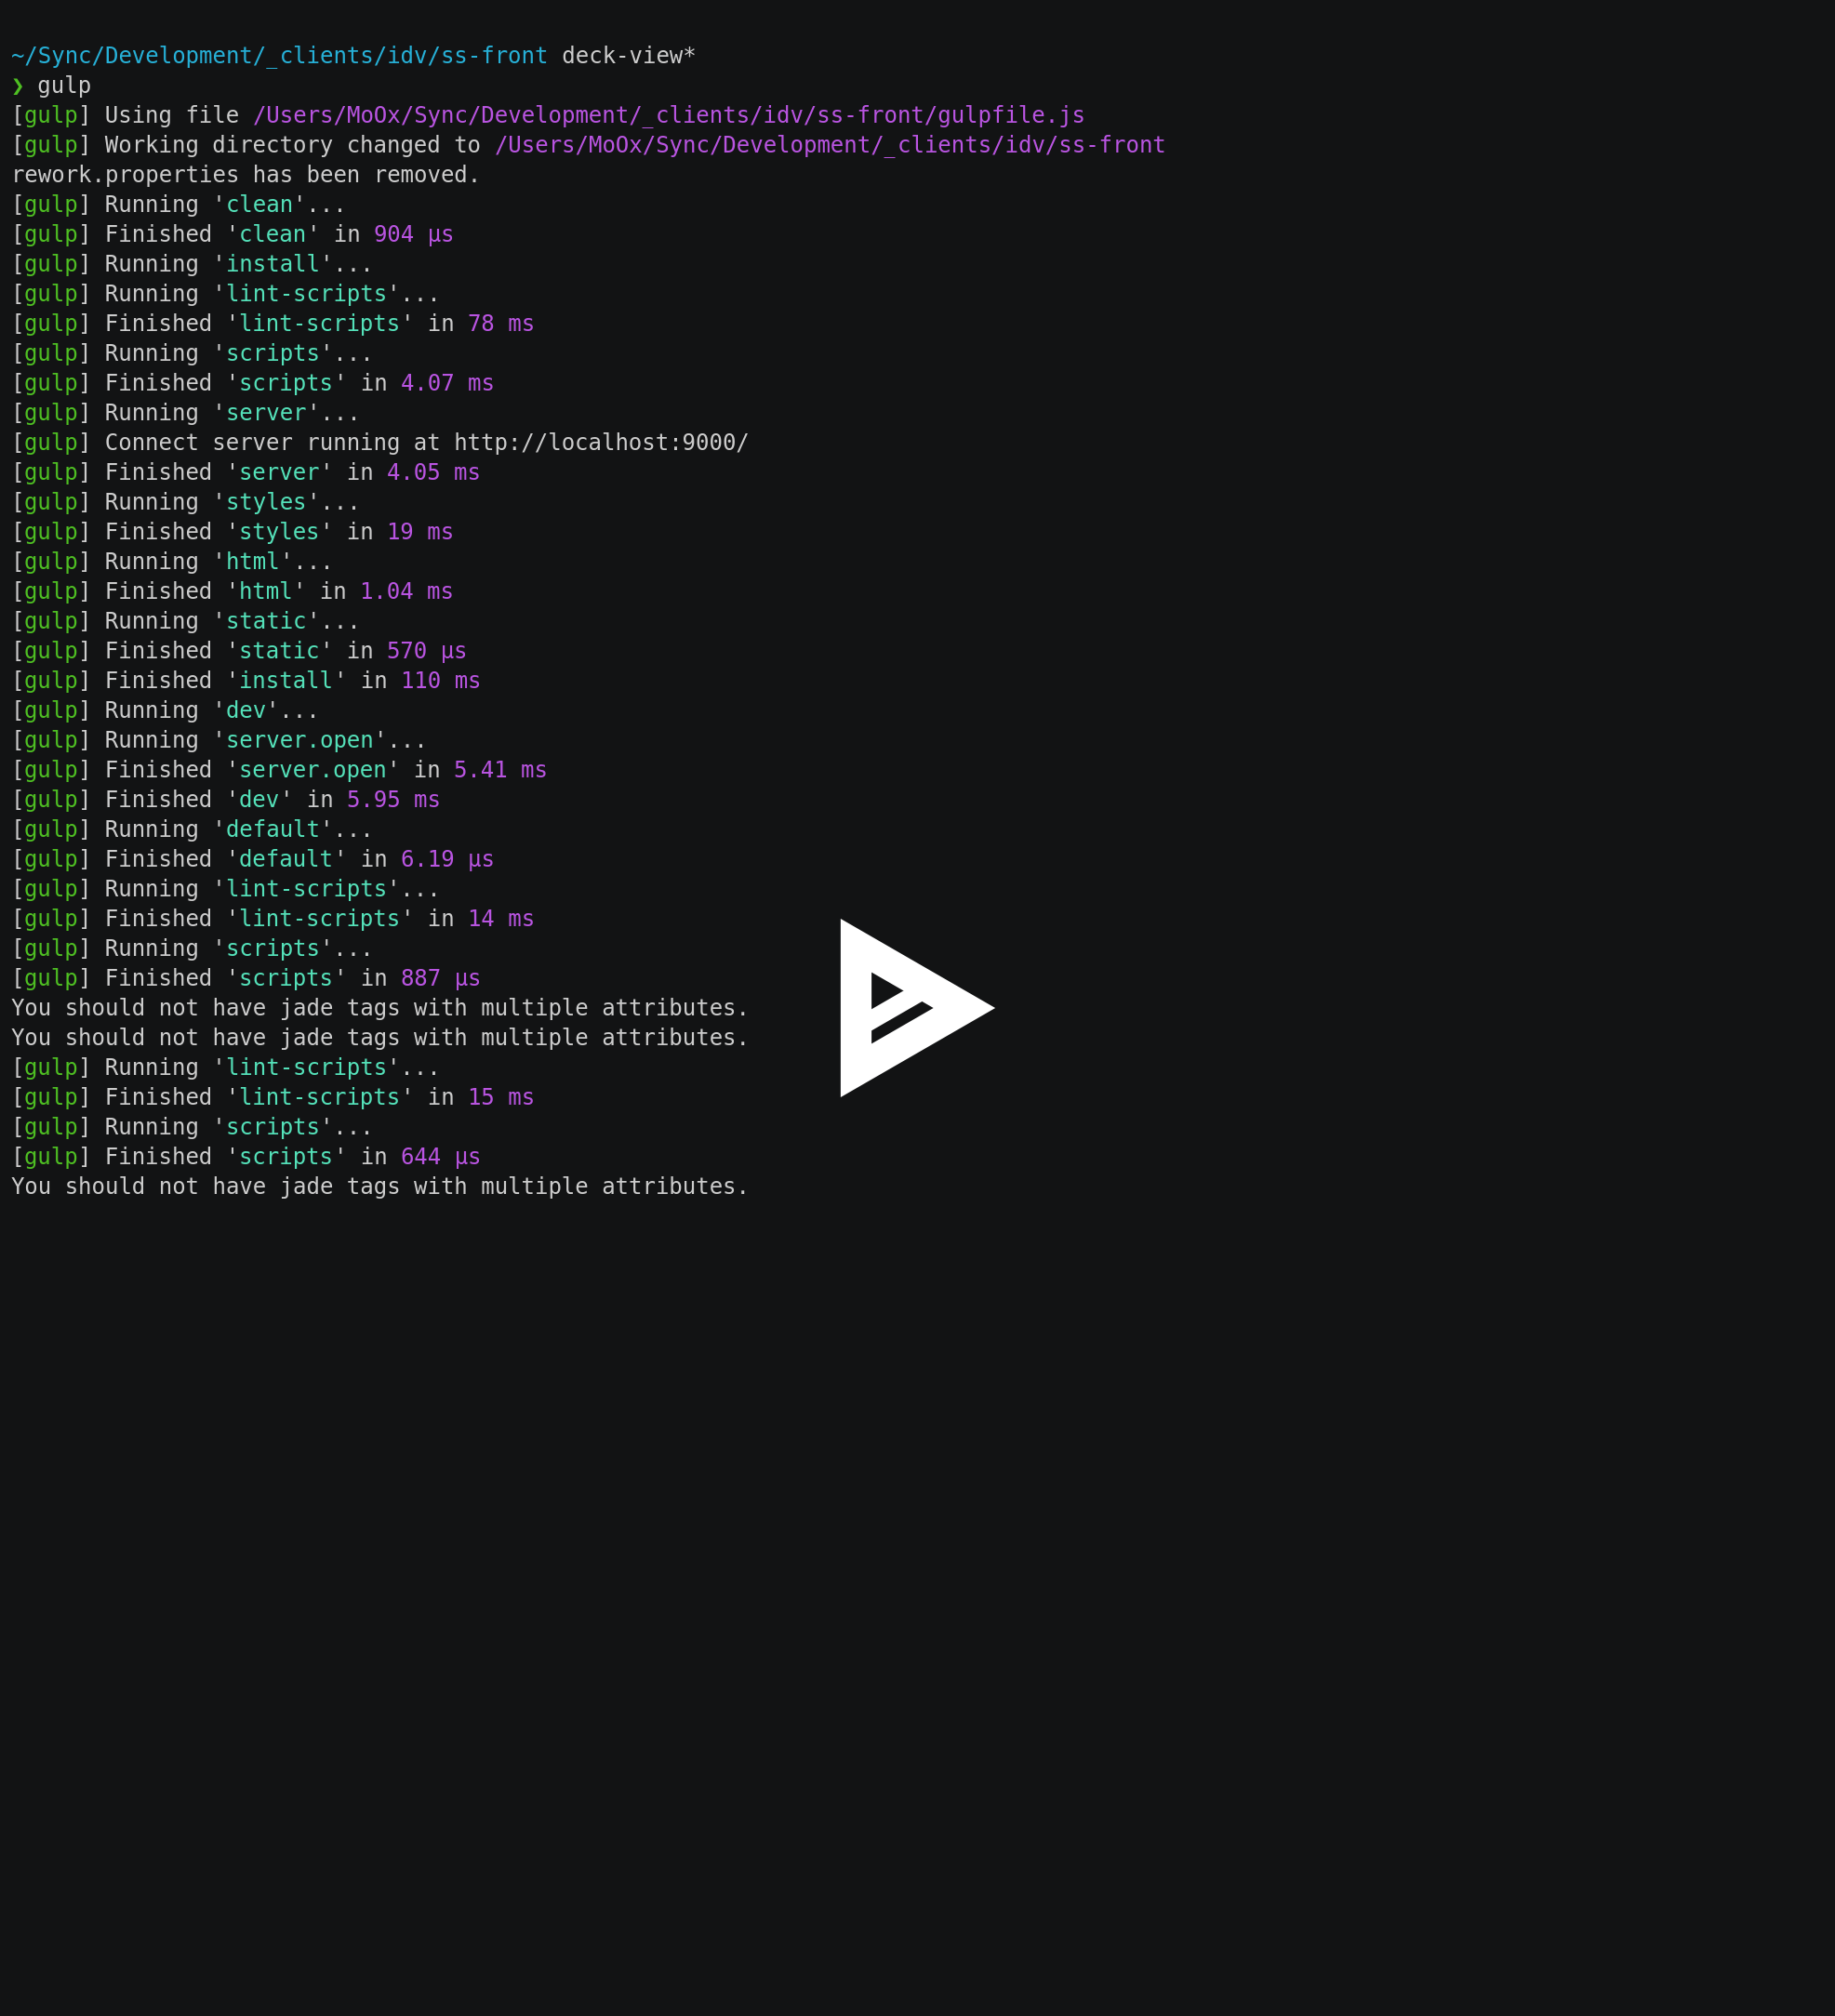 ~/Sync/Development/_clients/idv/ss-front deck-view*
❯ gulp
[gulp] Using file /Users/MoOx/Sync/Development/_clients/idv/ss-front/gulpfile.js
[gulp] Working directory changed to /Users/MoOx/Sync/Development/_clients/idv/ss-front
rework.properties has been removed.
[gulp] Running 'clean'...
[gulp] Finished 'clean' in 904 μs
[gulp] Running 'install'...
[gulp] Running 'lint-scripts'...
[gulp] Finished 'lint-scripts' in 78 ms
[gulp] Running 'scripts'...
[gulp] Finished 'scripts' in 4.07 ms
[gulp] Running 'server'...
[gulp] Connect server running at http://localhost:9000/
[gulp] Finished 'server' in 4.05 ms
[gulp] Running 'styles'...
[gulp] Finished 'styles' in 19 ms
[gulp] Running 'html'...
[gulp] Finished 'html' in 1.04 ms
[gulp] Running 'static'...
[gulp] Finished 'static' in 570 μs
[gulp] Finished 'install' in 110 ms
[gulp] Running 'dev'...
[gulp] Running 'server.open'...
[gulp] Finished 'server.open' in 5.41 ms
[gulp] Finished 'dev' in 5.95 ms
[gulp] Running 'default'...
[gulp] Finished 'default' in 6.19 μs
[gulp] Running 'lint-scripts'...
[gulp] Finished 'lint-scripts' in 14 ms
[gulp] Running 'scripts'...
[gulp] Finished 'scripts' in 887 μs
You should not have jade tags with multiple attributes.
You should not have jade tags with multiple attributes.
[gulp] Running 'lint-scripts'...
[gulp] Finished 'lint-scripts' in 15 ms
[gulp] Running 'scripts'...
[gulp] Finished 'scripts' in 644 μs
You should not have jade tags with multiple attributes.